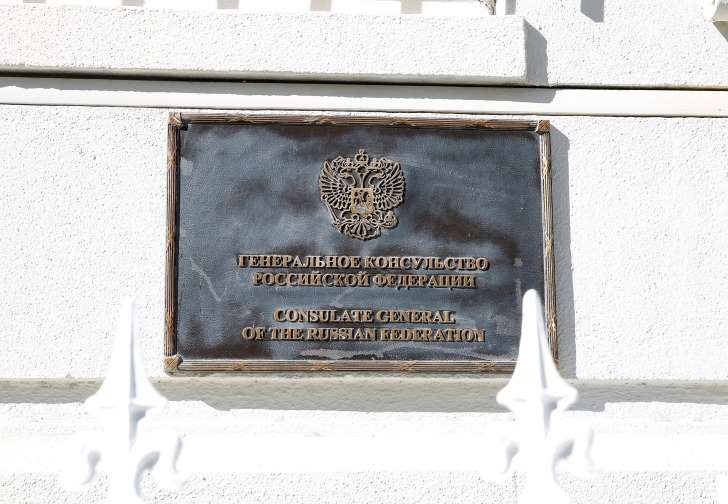 ГЕНЕРАЛЬНОЕ КОНСУЛЬСТВО
РОССИЙСКОЙ ФЕДЕРАЦИИ
CONSULATE GENERAL
OF THE RUSSIAN FEDERATION